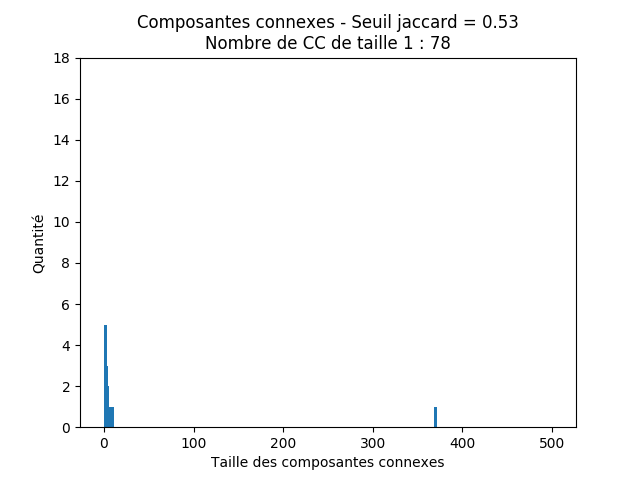 Composantes connexes - Seuil jaccard = 0.53
Nombre de CC de taille 1 : 78
18
16
14
12
10
8
6
4
2
0
Quantité
0 100 200 300 400 500
Taille des composantes connexes